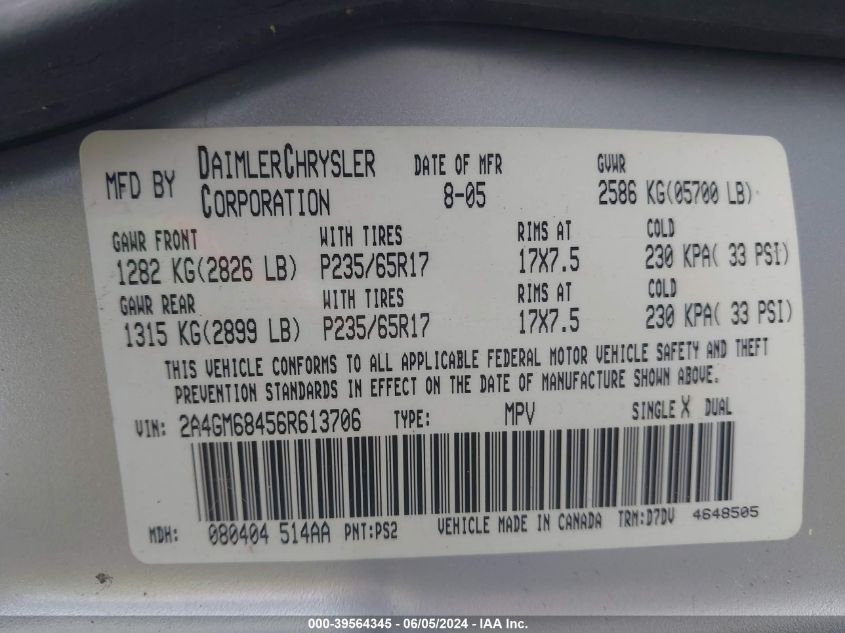 MFD BY DAIMLERCHRYSLER CORPORATION DATE OF MFR 8-05 GVWR 2586 KG(05700 LB)
GAWR FRONT WITH TIRES RIMS AT COLD
1282 KG(2826 LB) P235/65R17 17X7.5 230 KPA( 33 PSI)
GAWR REAR WITH TIRES RIMS AT COLD
1315 KG(2899 LB) P235/65R17 17X7.5 230 KPA( 33 PSI)
THIS VEHICLE CONFORMS TO ALL APPLICABLE FEDERAL MOTOR VEHICLE SAFETY AND THEFT
PREVENTION STANDARDS IN EFFECT ON THE DATE OF MANUFACTURE SHOWN ABOVE.
VIN: 2A4GM68456R613706 TYPE: MPV SINGLE X DUAL
MDH: 080404 514AA PNT:PS2 VEHICLE MADE IN CANADA TRM:D7DV 4648505
000-39564345 - 06/05/2024 - IAA Inc.